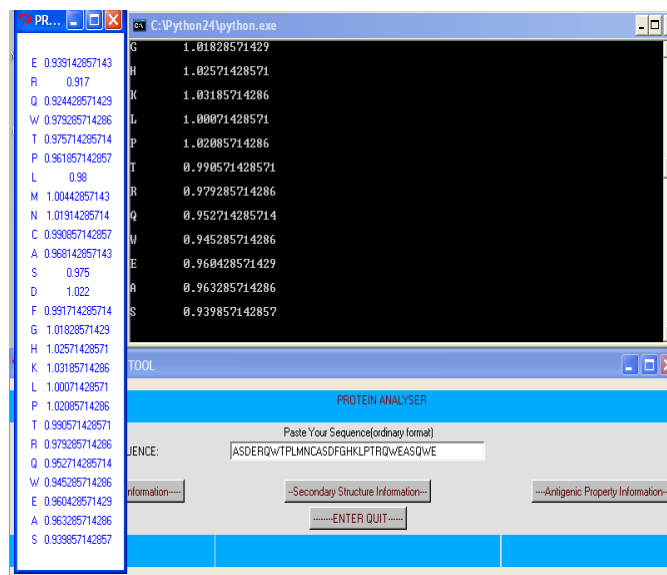 PR...
E 0.939142857143
R 0.917
Q 0.924428571429
W 0.979285714286
T 0.975714285714
P 0.961857142857
L 0.98
M 1.00442857143
N 1.01914285714
C 0.990857142857
A 0.968142857143
S 0.975
D 1.022
F 0.991714285714
G 1.01828571429
H 1.02571428571
K 1.03185714286
L 1.00071428571
P 1.02085714286
T 0.990571428571
R 0.979285714286
Q 0.952714285714
W 0.945285714286
E 0.960428571429
A 0.963285714286
S 0.939857142857
C:\Python24\python.exe
G 1.01828571429
H 1.02571428571
K 1.03185714286
L 1.00071428571
P 1.02085714286
T 0.990571428571
R 0.979285714286
Q 0.952714285714
W 0.945285714286
E 0.960428571429
A 0.963285714286
S 0.939857142857
TOOL
PROTEIN ANALYSER
Paste Your Sequence(ordinary format)
UENCE: ASDERQWTPLMNCASDFGHKLPTRQWEASQWE
nformation----- --Secondary Structure Information--- ----Antigenic Property Information--
--------ENTER QUIT------